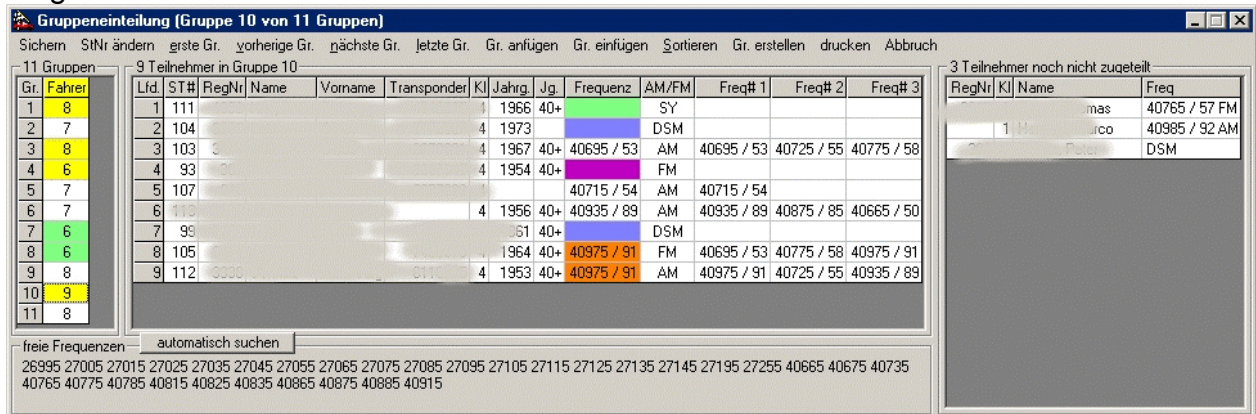 Gruppeneinteilung (Gruppe 10 von 11 Gruppen)
Sichern StNr ändern erste Gr. vorherige Gr. nächste Gr. letzte Gr. Gr. anfügen Gr. einfügen Sortieren Gr. erstellen drucken Abbruch
11 Gruppen 9 Teilnehmer in Gruppe 10 3 Teilnehmer noch nicht zugeteilt
Gr. Fahrer Lfd. ST# RegNr Name Vorname Transponder Kl Jahrg. Jg. Frequenz AM/FM Freq# 1 Freq# 2 Freq# 3 RegNr Kl Name Freq
1 8 1 111 4 1966 40+ SY mas 40765 / 57 FM
2 7 2 104 4 1973 DSM 1 rco 40985 / 92 AM
3 8 3 103 4 1967 40+ 40695 / 53 AM 40695 / 53 40725 / 55 40775 / 58 DSM
4 6 4 93 4 1954 40+ FM
5 7 5 107 40715 / 54 AM 40715 / 54
6 7 6 4 1956 40+ 40935 / 89 AM 40935 / 89 40875 / 85 40665 / 50
7 6 7 99 61 40+ DSM
8 6 8 105 1964 40+ 40975 / 91 FM 40695 / 53 40775 / 58 40975 / 91
9 8 9 112 4 1953 40+ 40975 / 91 AM 40975 / 91 40725 / 55 40935 / 89
10 9
11 8
freie Frequenzen automatisch suchen
26995 27005 27015 27025 27035 27045 27055 27065 27075 27085 27095 27105 27115 27125 27135 27145 27195 27255 40665 40675 40735
40765 40775 40785 40815 40825 40835 40865 40875 40885 40915